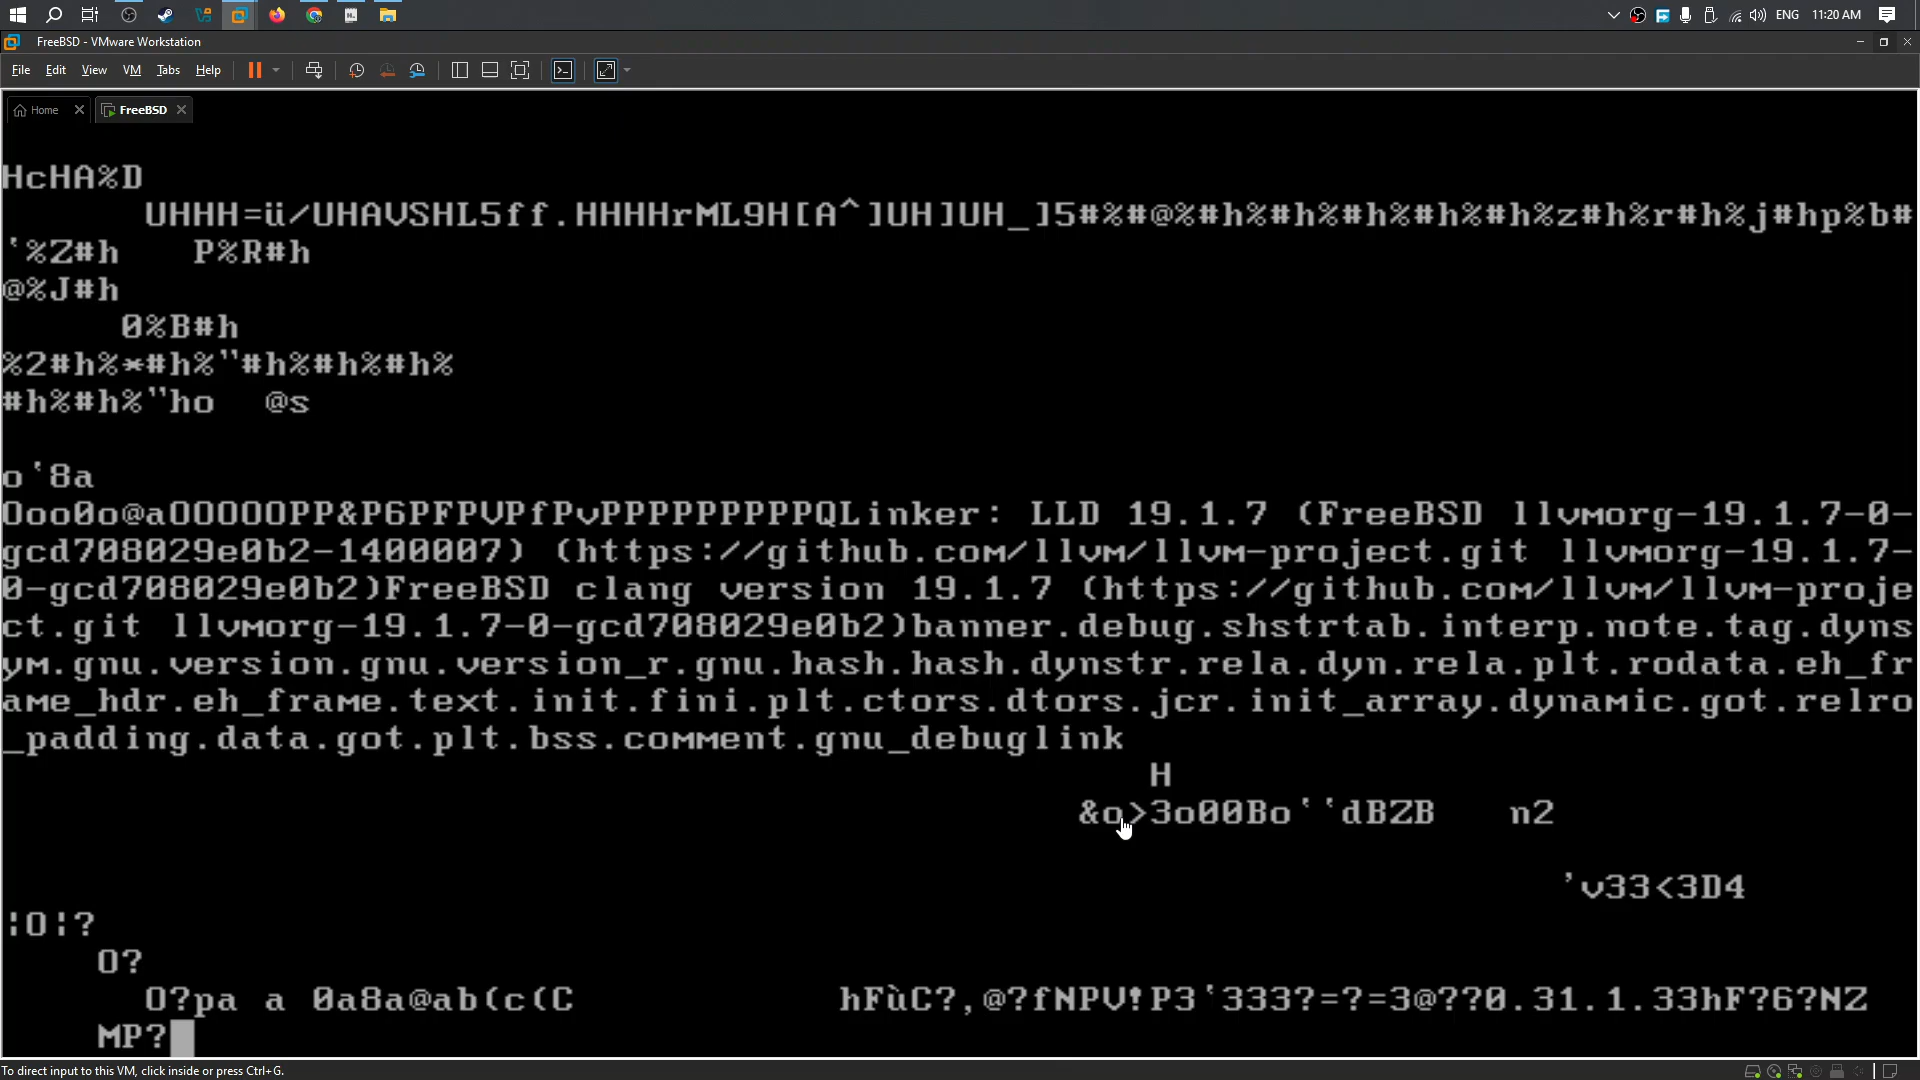 ENG
11:20 AM
FreeBSD - VMware Workstation
File Edit View VM Tabs Help
Home
FreeBSD
HcHA%D
UHHH=ü/UHAVSHL5ff.HHHHrML9H[A^]UH]UH_]5#%#@%#h%#h%#h%#h%#h%z#h%r#h%j#hp%b#
`%Z#h P%R#h
@%J#h
0%B#h
%2#h%*#h%"#h%#h%#h%
#h%#h%"ho @s
o`8a
Ooo0o@aOOOOOPP&P6PFPVPfPvPPPPPPPPPQLinker: LLD 19.1.7 (FreeBSD llvmorg-19.1.7-0-
gcd708029e0b2-1400007) (https://github.com/llvm/llvm-project.git llvmorg-19.1.7-
0-gcd708029e0b2)FreeBSD clang version 19.1.7 (https://github.com/llvm/llvm-proje
ct.git llvmorg-19.1.7-0-gcd708029e0b2)banner.debug.shstrtab.interp.note.tag.dyns
ym.gnu.version.gnu.version_r.gnu.hash.hash.dynstr.rela.dyn.rela.plt.rodata.eh_fr
ame_hdr.eh_frame.text.init.fini.plt.ctors.dtors.jcr.init_array.dynamic.got.relro
_padding.data.got.plt.bss.comment.gnu_debuglink
H
&o>3o00Bo``dBZB n2
'v33<3D4
¦O¦?
O?
O?pa a 0a8a@ab(c(C hFùC?,@?fNPV!P3`333?=?=3@??0.31.1.33hF?6?NZ
MP?
To direct input to this VM, click inside or press Ctrl+G.